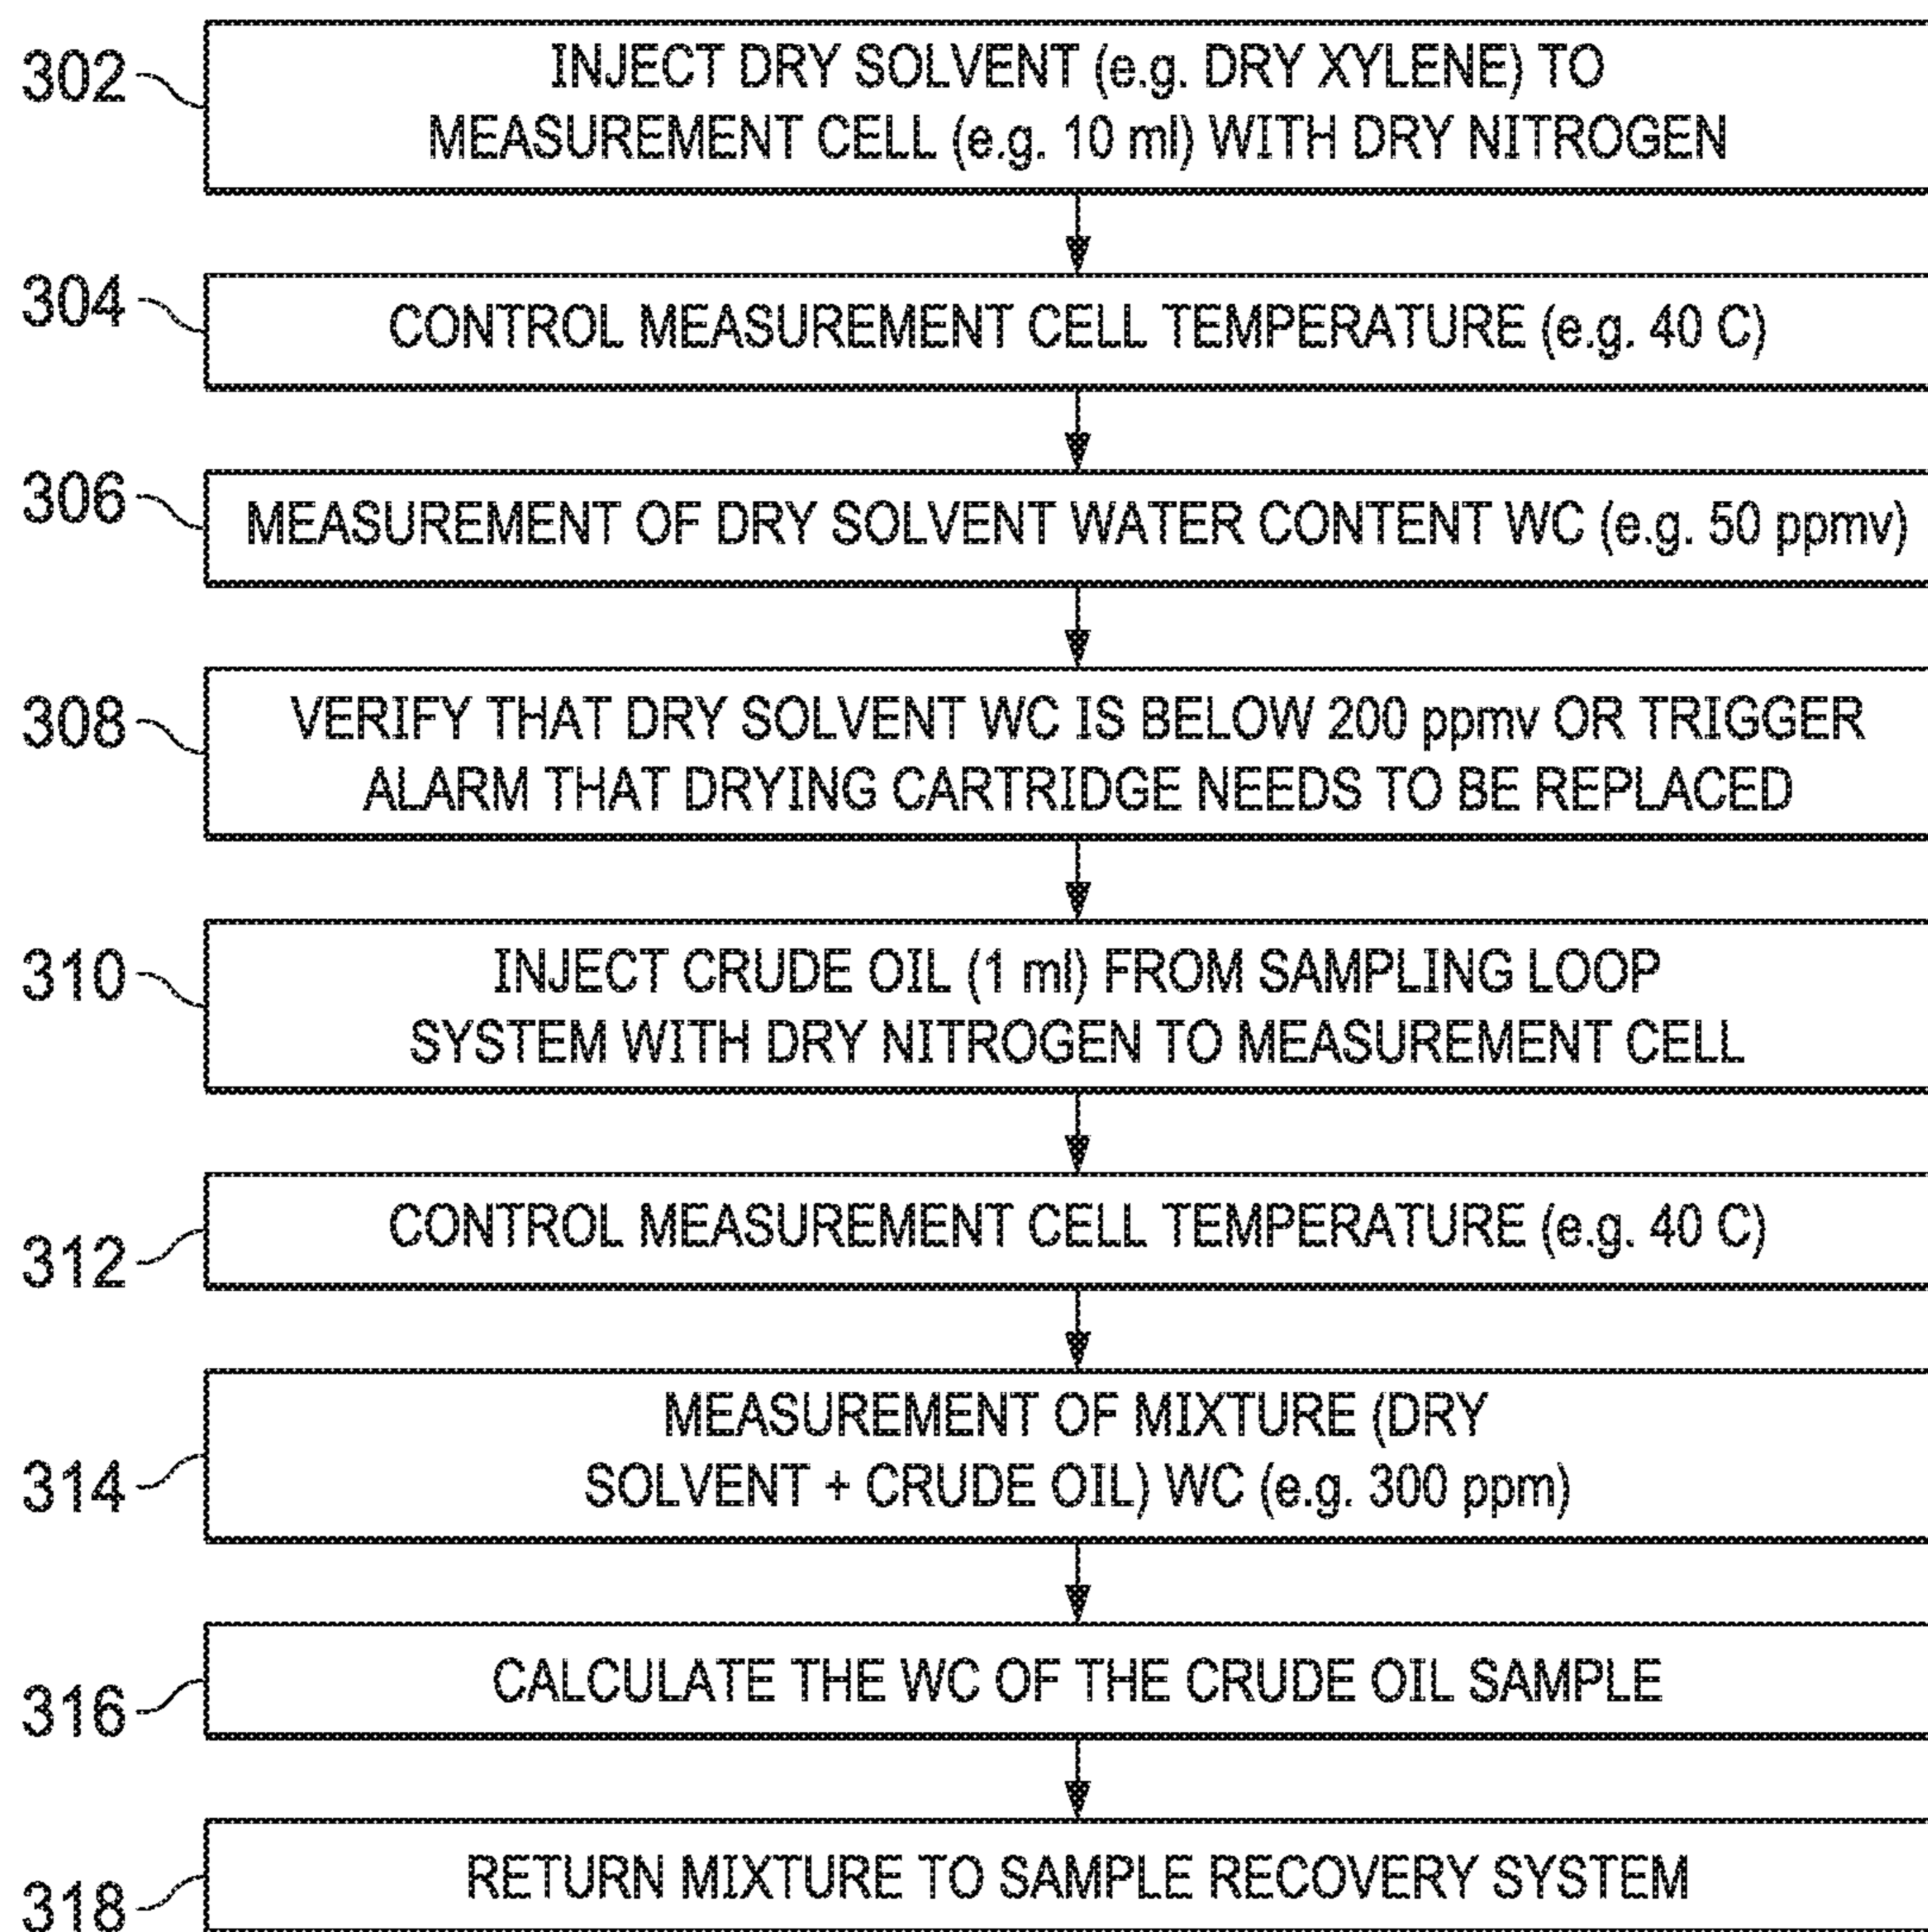 302
INJECT DRY SOLVENT (e.g. DRY XYLENE) TO
MEASUREMENT CELL (e.g. 10 ml) WITH DRY NITROGEN
304
CONTROL MEASUREMENT CELL TEMPERATURE (e.g. 40 C)
306
MEASUREMENT OF DRY SOLVENT WATER CONTENT WC (e.g. 50 ppmv)
308
VERIFY THAT DRY SOLVENT WC IS BELOW 200 ppmv OR TRIGGER
ALARM THAT DRYING CARTRIDGE NEEDS TO BE REPLACED
310
INJECT CRUDE OIL (1 ml) FROM SAMPLING LOOP
SYSTEM WITH DRY NITROGEN TO MEASUREMENT CELL
312
CONTROL MEASUREMENT CELL TEMPERATURE (e.g. 40 C)
314
MEASUREMENT OF MIXTURE (DRY
SOLVENT + CRUDE OIL) WC (e.g. 300 ppm)
316
CALCULATE THE WC OF THE CRUDE OIL SAMPLE
318
RETURN MIXTURE TO SAMPLE RECOVERY SYSTEM